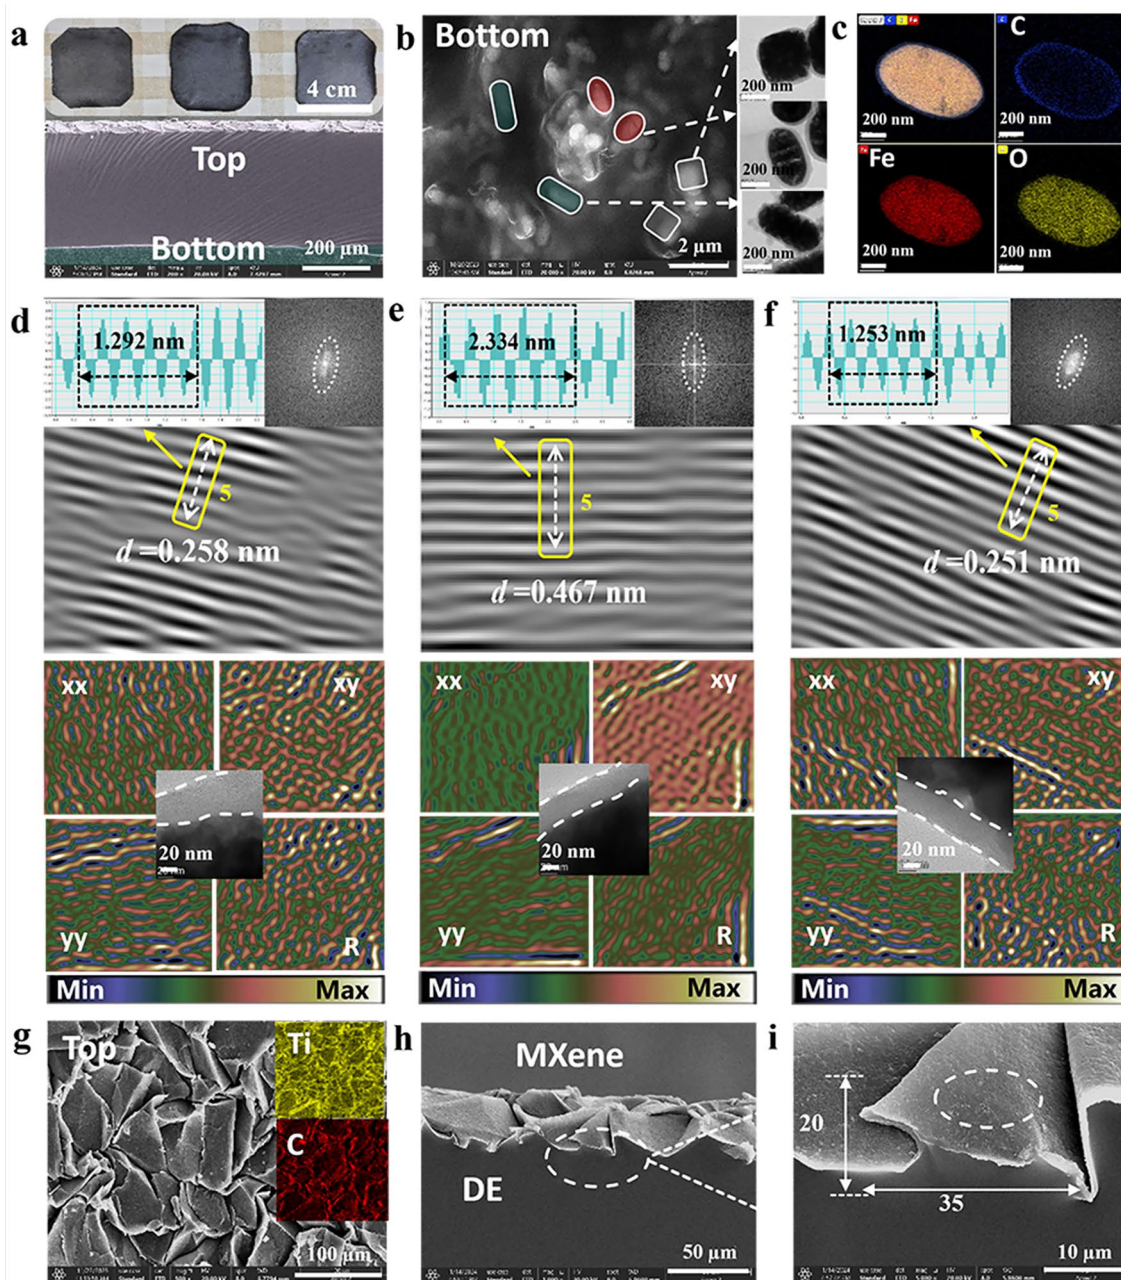 a
4 cm
Top
Bottom
200 µm
b
Bottom
2 µm
200 nm
200 nm
200 nm
c
200 nm
C
200 nm
Fe
200 nm
O
200 nm
d
1.292 nm
5
d =0.258 nm
xx
xy
20 nm
yy
R
Min
Max
e
2.334 nm
5
d =0.467 nm
xx
xy
20 nm
yy
R
Min
Max
f
1.253 nm
5
d =0.251 nm
xx
xy
20 nm
yy
R
Min
Max
g
Top
Ti
C
100 µm
h
MXene
DE
50 µm
i
20
35
10 µm